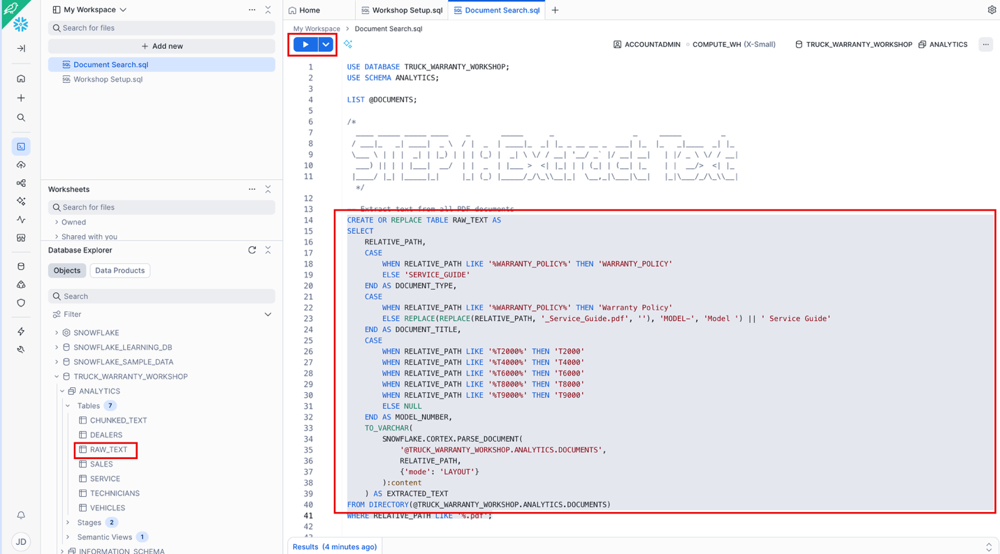 My Workspace
Search for files
Add new
Document Search.sql
Workshop Setup.sql
Worksheets
Search for files
Owned
Shared with you
Database Explorer
Objects
Data Products
Search
Filter
SNOWFLAKE
SNOWFLAKE_LEARNING_DB
SNOWFLAKE_SAMPLE_DATA
TRUCK_WARRANTY_WORKSHOP
ANALYTICS
Tables 7
CHUNKED_TEXT
DEALERS
RAW_TEXT
SALES
SERVICE
TECHNICIANS
VEHICLES
Stages 2
Semantic Views 1
INFORMATION_SCHEMA
JD
Home
Workshop Setup.sql
Document Search.sql
My Workspace > Document Search.sql
ACCOUNTADMIN COMPUTE_WH (X-Small) TRUCK_WARRANTY_WORKSHOP ANALYTICS
1 USE DATABASE TRUCK_WARRANTY_WORKSHOP;
2 USE SCHEMA ANALYTICS;
3
4 LIST @DOCUMENTS;
5
6 /*
7
8
9
10
11
*/
12
13 -- Extract text from all PDF documents
14 CREATE OR REPLACE TABLE RAW_TEXT AS
15 SELECT
16 RELATIVE_PATH,
17 CASE
18 WHEN RELATIVE_PATH LIKE '%WARRANTY_POLICY%' THEN 'WARRANTY_POLICY'
19 ELSE 'SERVICE_GUIDE'
20 END AS DOCUMENT_TYPE,
21 CASE
22 WHEN RELATIVE_PATH LIKE '%WARRANTY_POLICY%' THEN 'Warranty Policy'
23 ELSE REPLACE(REPLACE(RELATIVE_PATH, '_Service_Guide.pdf', ''), 'MODEL-', 'Model ') || ' Service Guide'
24 END AS DOCUMENT_TITLE,
25 CASE
26 WHEN RELATIVE_PATH LIKE '%T2000%' THEN 'T2000'
27 WHEN RELATIVE_PATH LIKE '%T4000%' THEN 'T4000'
28 WHEN RELATIVE_PATH LIKE '%T6000%' THEN 'T6000'
29 WHEN RELATIVE_PATH LIKE '%T8000%' THEN 'T8000'
30 WHEN RELATIVE_PATH LIKE '%T9000%' THEN 'T9000'
31 ELSE NULL
32 END AS MODEL_NUMBER,
33 TO_VARCHAR(
34 SNOWFLAKE.CORTEX.PARSE_DOCUMENT(
35 '@TRUCK_WARRANTY_WORKSHOP.ANALYTICS.DOCUMENTS',
36 RELATIVE_PATH,
37 {'mode': 'LAYOUT'}
38 ):content
39 ) AS EXTRACTED_TEXT
40 FROM DIRECTORY(@TRUCK_WARRANTY_WORKSHOP.ANALYTICS.DOCUMENTS)
41 WHERE RELATIVE_PATH LIKE '%.pdf';
42
Results (4 minutes ago)